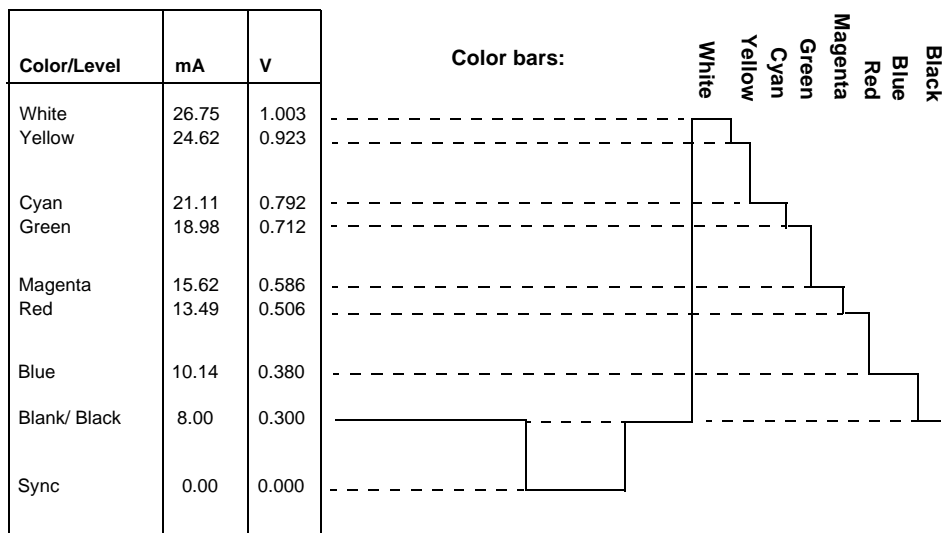 Color/Level mA V
Color bars:
White Yellow Cyan Green Magenta Red Blue Black
White 26.75 1.003
Yellow 24.62 0.923
Cyan 21.11 0.792
Green 18.98 0.712
Magenta 15.62 0.586
Red 13.49 0.506
Blue 10.14 0.380
Blank/ Black 8.00 0.300
Sync 0.00 0.000